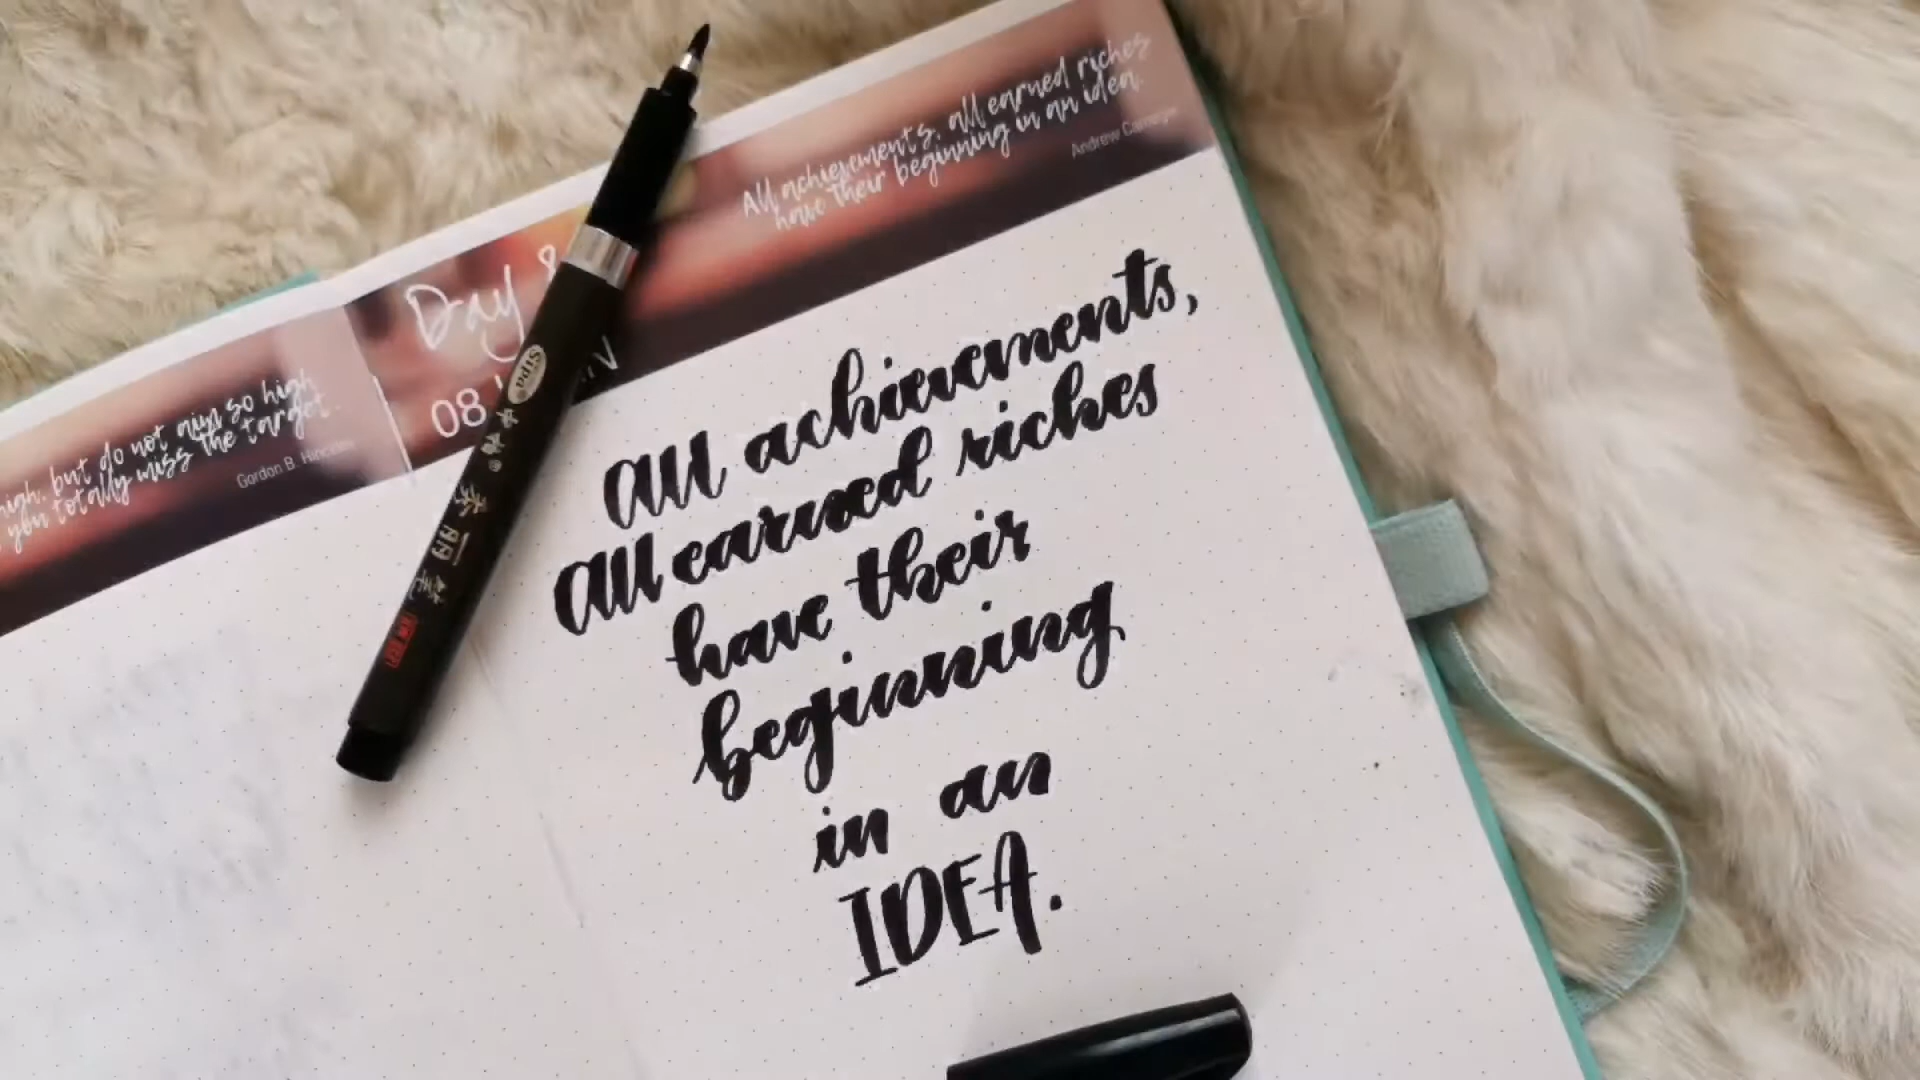 All achievements, all earned riches
have their beginning in an idea.
Andrew Carnegie
Day
08
high, but do not aim so high
you totally miss the target.
Gordon B.
Sipa
all achievements,
all earned riches
have their
beginning
in an
IDEA.